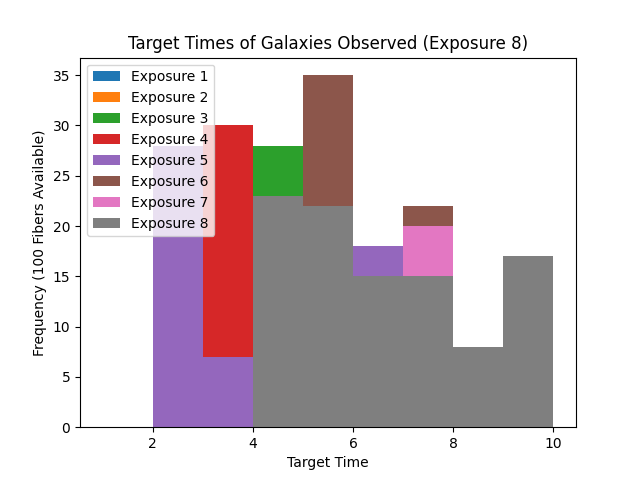 Target Times of Galaxies Observed (Exposure 8)
Exposure 1
Exposure 2
Exposure 3
Exposure 4
Exposure 5
Exposure 6
Exposure 7
Exposure 8
Frequency (100 Fibers Available)
35
30
25
20
15
10
5
0
2 4 6 8 10
Target Time